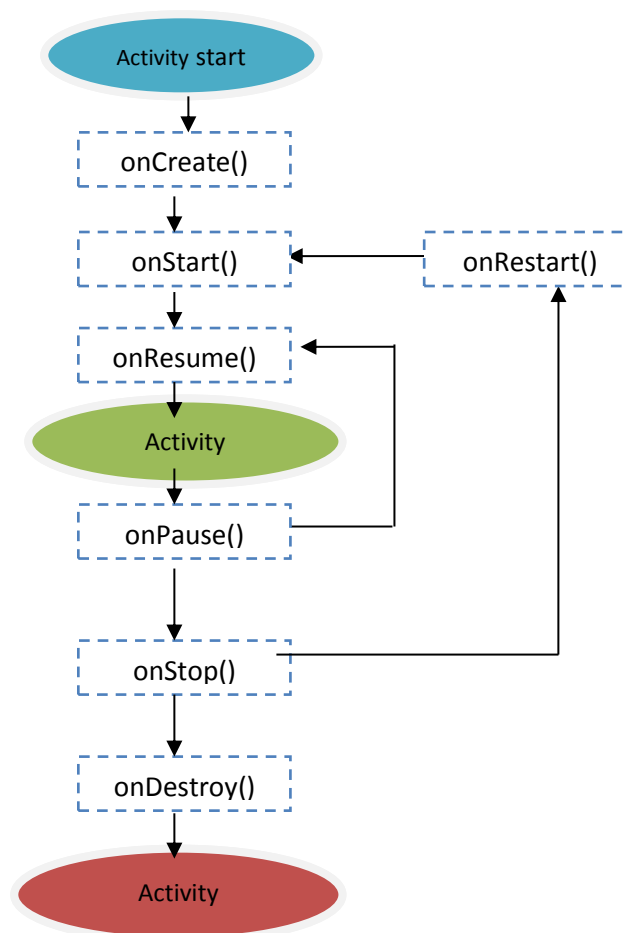 Activity start
onCreate()
onStart()
onRestart()
onResume()
Activity
onPause()
onStop()
onDestroy()
Activity